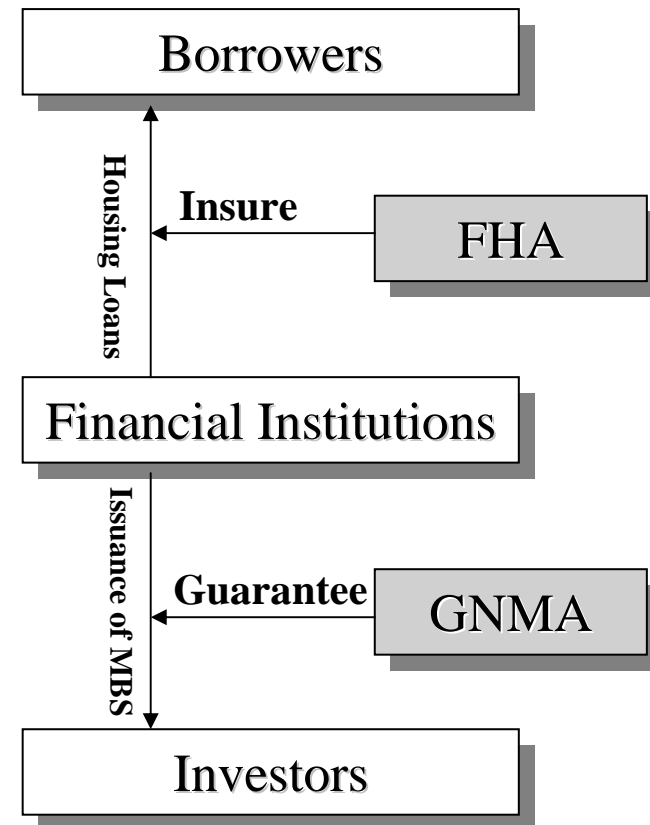 Borrowers
Housing Loans
Insure
FHA
Financial Institutions
Issuance of MBS
Guarantee
GNMA
Investors